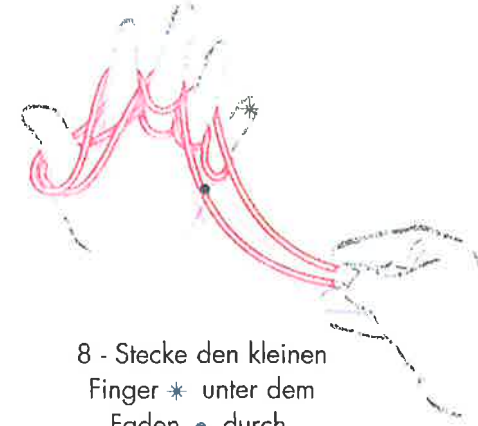 8 - Stecke den kleinen
Finger ✳ unter dem
Faden • durch